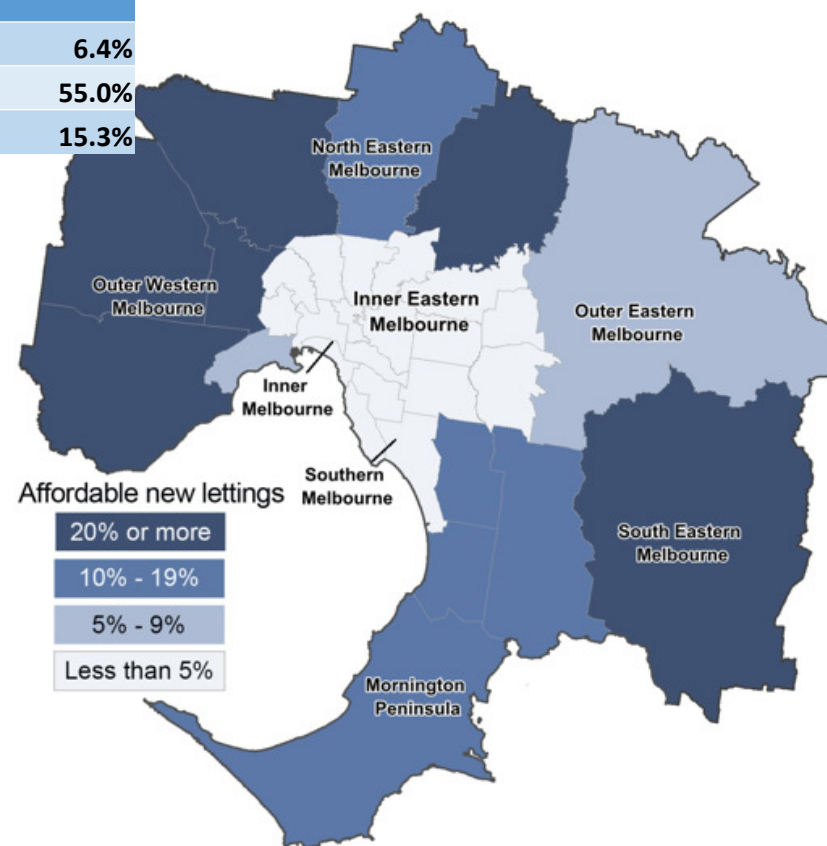 6.4%
55.0%
15.3%
North Eastern
Melbourne
Outer Western
Melbourne
Inner Eastern
Melbourne
Outer Eastern
Melbourne
Inner
Melbourne
Southern
Melbourne
Affordable new lettings
20% or more
10% - 19%
5% - 9%
Less than 5%
South Eastern
Melbourne
Mornington
Peninsula